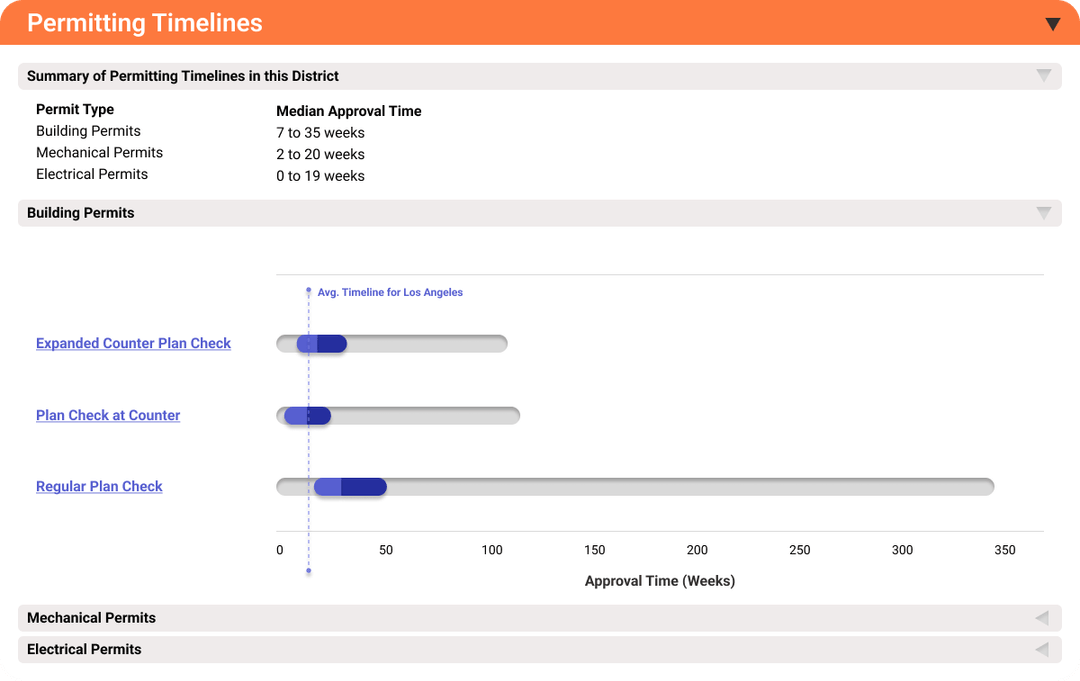 Permitting Timelines
Summary of Permitting Timelines in this District
Permit Type Median Approval Time
Building Permits 7 to 35 weeks
Mechanical Permits 2 to 20 weeks
Electrical Permits 0 to 19 weeks
Building Permits
Avg. Timeline for Los Angeles
Expanded Counter Plan Check
Plan Check at Counter
Regular Plan Check
0 50 100 150 200 250 300 350
Approval Time (Weeks)
Mechanical Permits
Electrical Permits